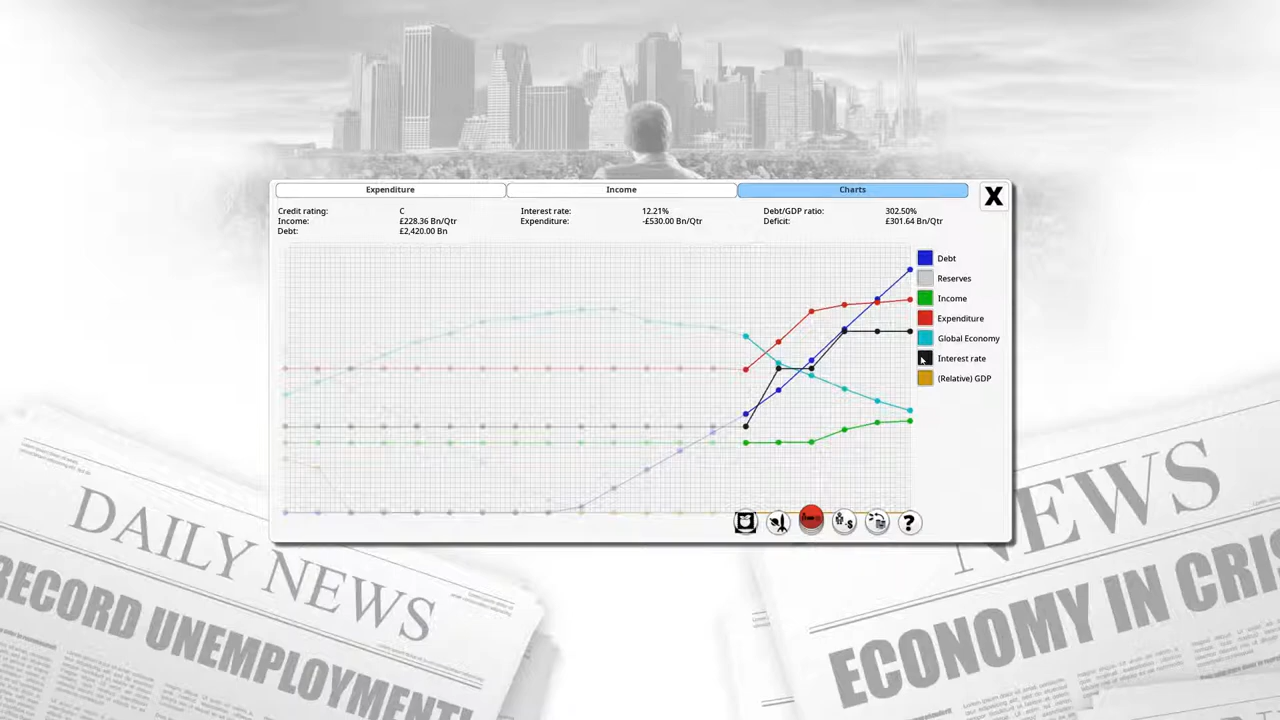 Expenditure
Income
Charts
X
Credit rating: C
Interest rate: 12.21%
Debt/GDP ratio: 302.50%
Income: £228.36 Bn/Qtr
Expenditure: -£530.00 Bn/Qtr
Deficit: £301.64 Bn/Qtr
Debt: £2,420.00 Bn
Debt
Reserves
Income
Expenditure
Global Economy
Interest rate
(Relative) GDP
$
?
DAILY NEWS
RECORD UNEMPLOYMENT!
NEWS
ECONOMY IN CRIS